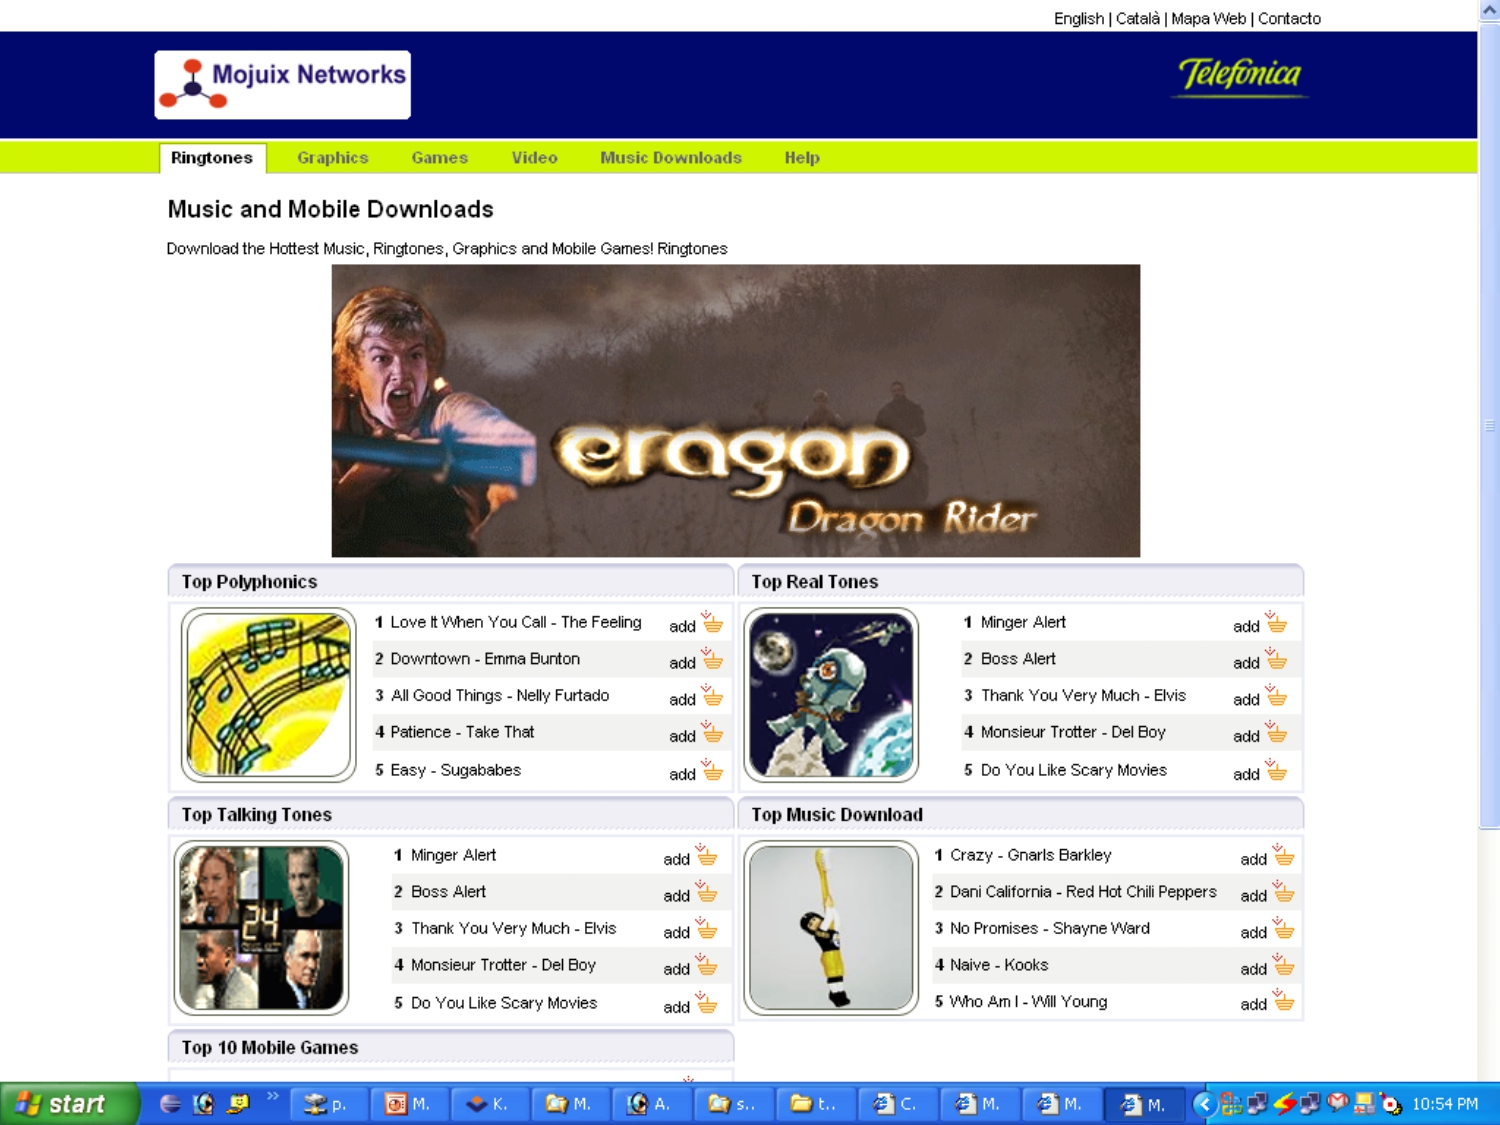 English | Català | Mapa Web | Contacto
Mojuix Networks
Telefónica
Ringtones Graphics Games Video Music Downloads Help
Music and Mobile Downloads
Download the Hottest Music, Ringtones, Graphics and Mobile Games! Ringtones
eragon
Dragon Rider
Top Polyphonics
1 Love It When You Call - The Feeling add
2 Downtown - Emma Bunton add
3 All Good Things - Nelly Furtado add
4 Patience - Take That add
5 Easy - Sugababes add
Top Real Tones
1 Minger Alert add
2 Boss Alert add
3 Thank You Very Much - Elvis add
4 Monsieur Trotter - Del Boy add
5 Do You Like Scary Movies add
Top Talking Tones
24
1 Minger Alert add
2 Boss Alert add
3 Thank You Very Much - Elvis add
4 Monsieur Trotter - Del Boy add
5 Do You Like Scary Movies add
Top Music Download
1 Crazy - Gnarls Barkley add
2 Dani California - Red Hot Chili Peppers add
3 No Promises - Shayne Ward add
4 Naive - Kooks add
5 Who Am I - Will Young add
Top 10 Mobile Games
start p. M. K. M. A. s.. t.. C. M. M. M. 10:54 PM